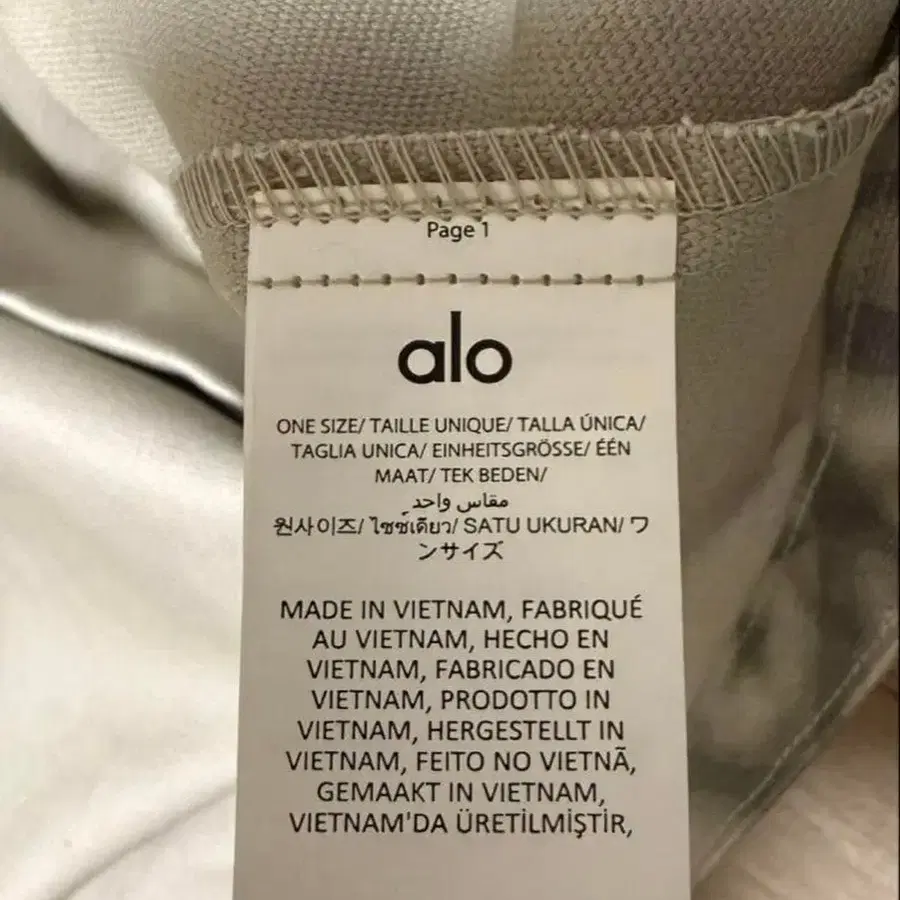 Page 1
alo
ONE SIZE/ TAILLE UNIQUE/ TALLA ÚNICA/
TAGLIA UNICA/ EINHEITSGRÖSSE/ ÉÉN
MAAT/ TEK BEDEN/
مقاس واحد
원사이즈/ ไซซ์เดียว/ SATU UKURAN/ ワ
ンサイズ
MADE IN VIETNAM, FABRIQUÉ
AU VIETNAM, HECHO EN
VIETNAM, FABRICADO EN
VIETNAM, PRODOTTO IN
VIETNAM, HERGESTELLT IN
VIETNAM, FEITO NO VIETNÃ,
GEMAAKT IN VIETNAM,
VIETNAM'DA ÜRETİLMİŞTİR,